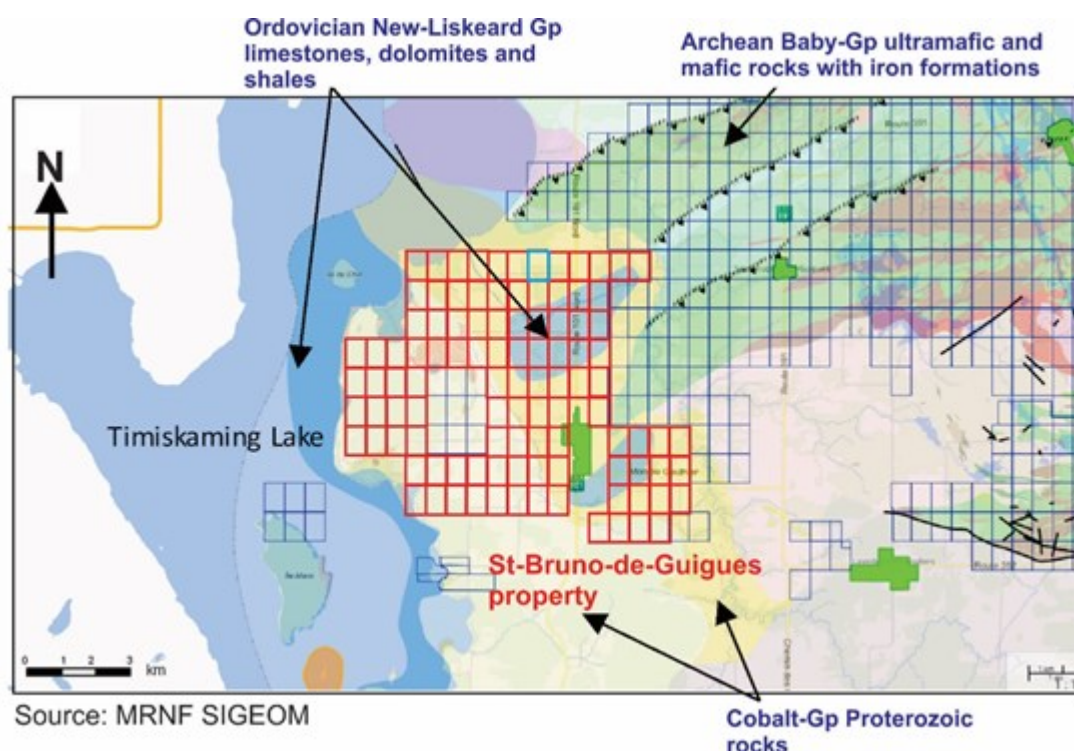 Ordovician New-Liskeard Gp
limestones, dolomites and
shales
Archean Baby-Gp ultramafic and
mafic rocks with iron formations
N
Timiskaming Lake
St-Bruno-de-Guigues
property
0 1 2 3
km
Source: MRNF SIGEOM
Cobalt-Gp Proterozoic
rocks